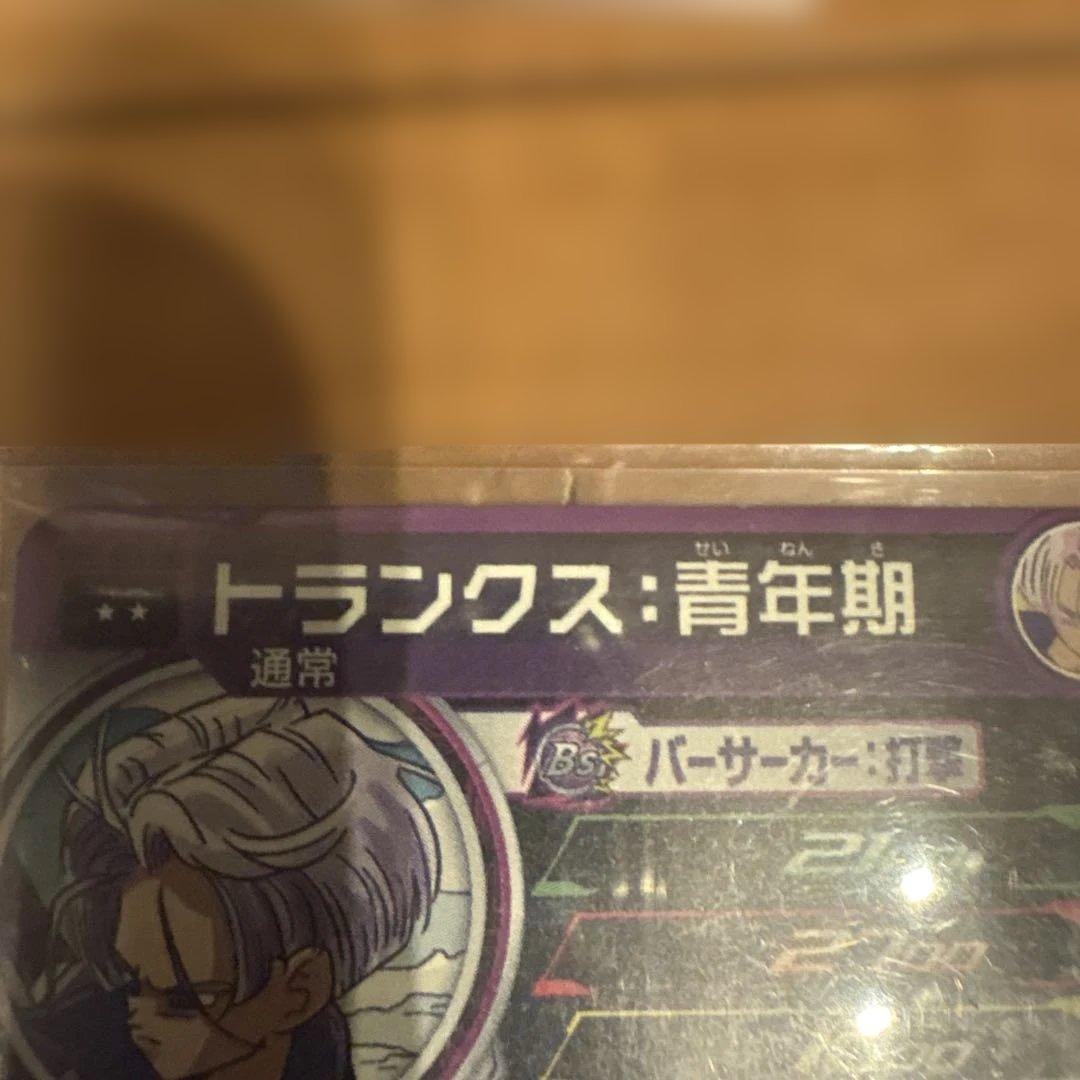 せい ねん き
★★ トランクス:青年期
通常
Bs. バーサーカー:打撃